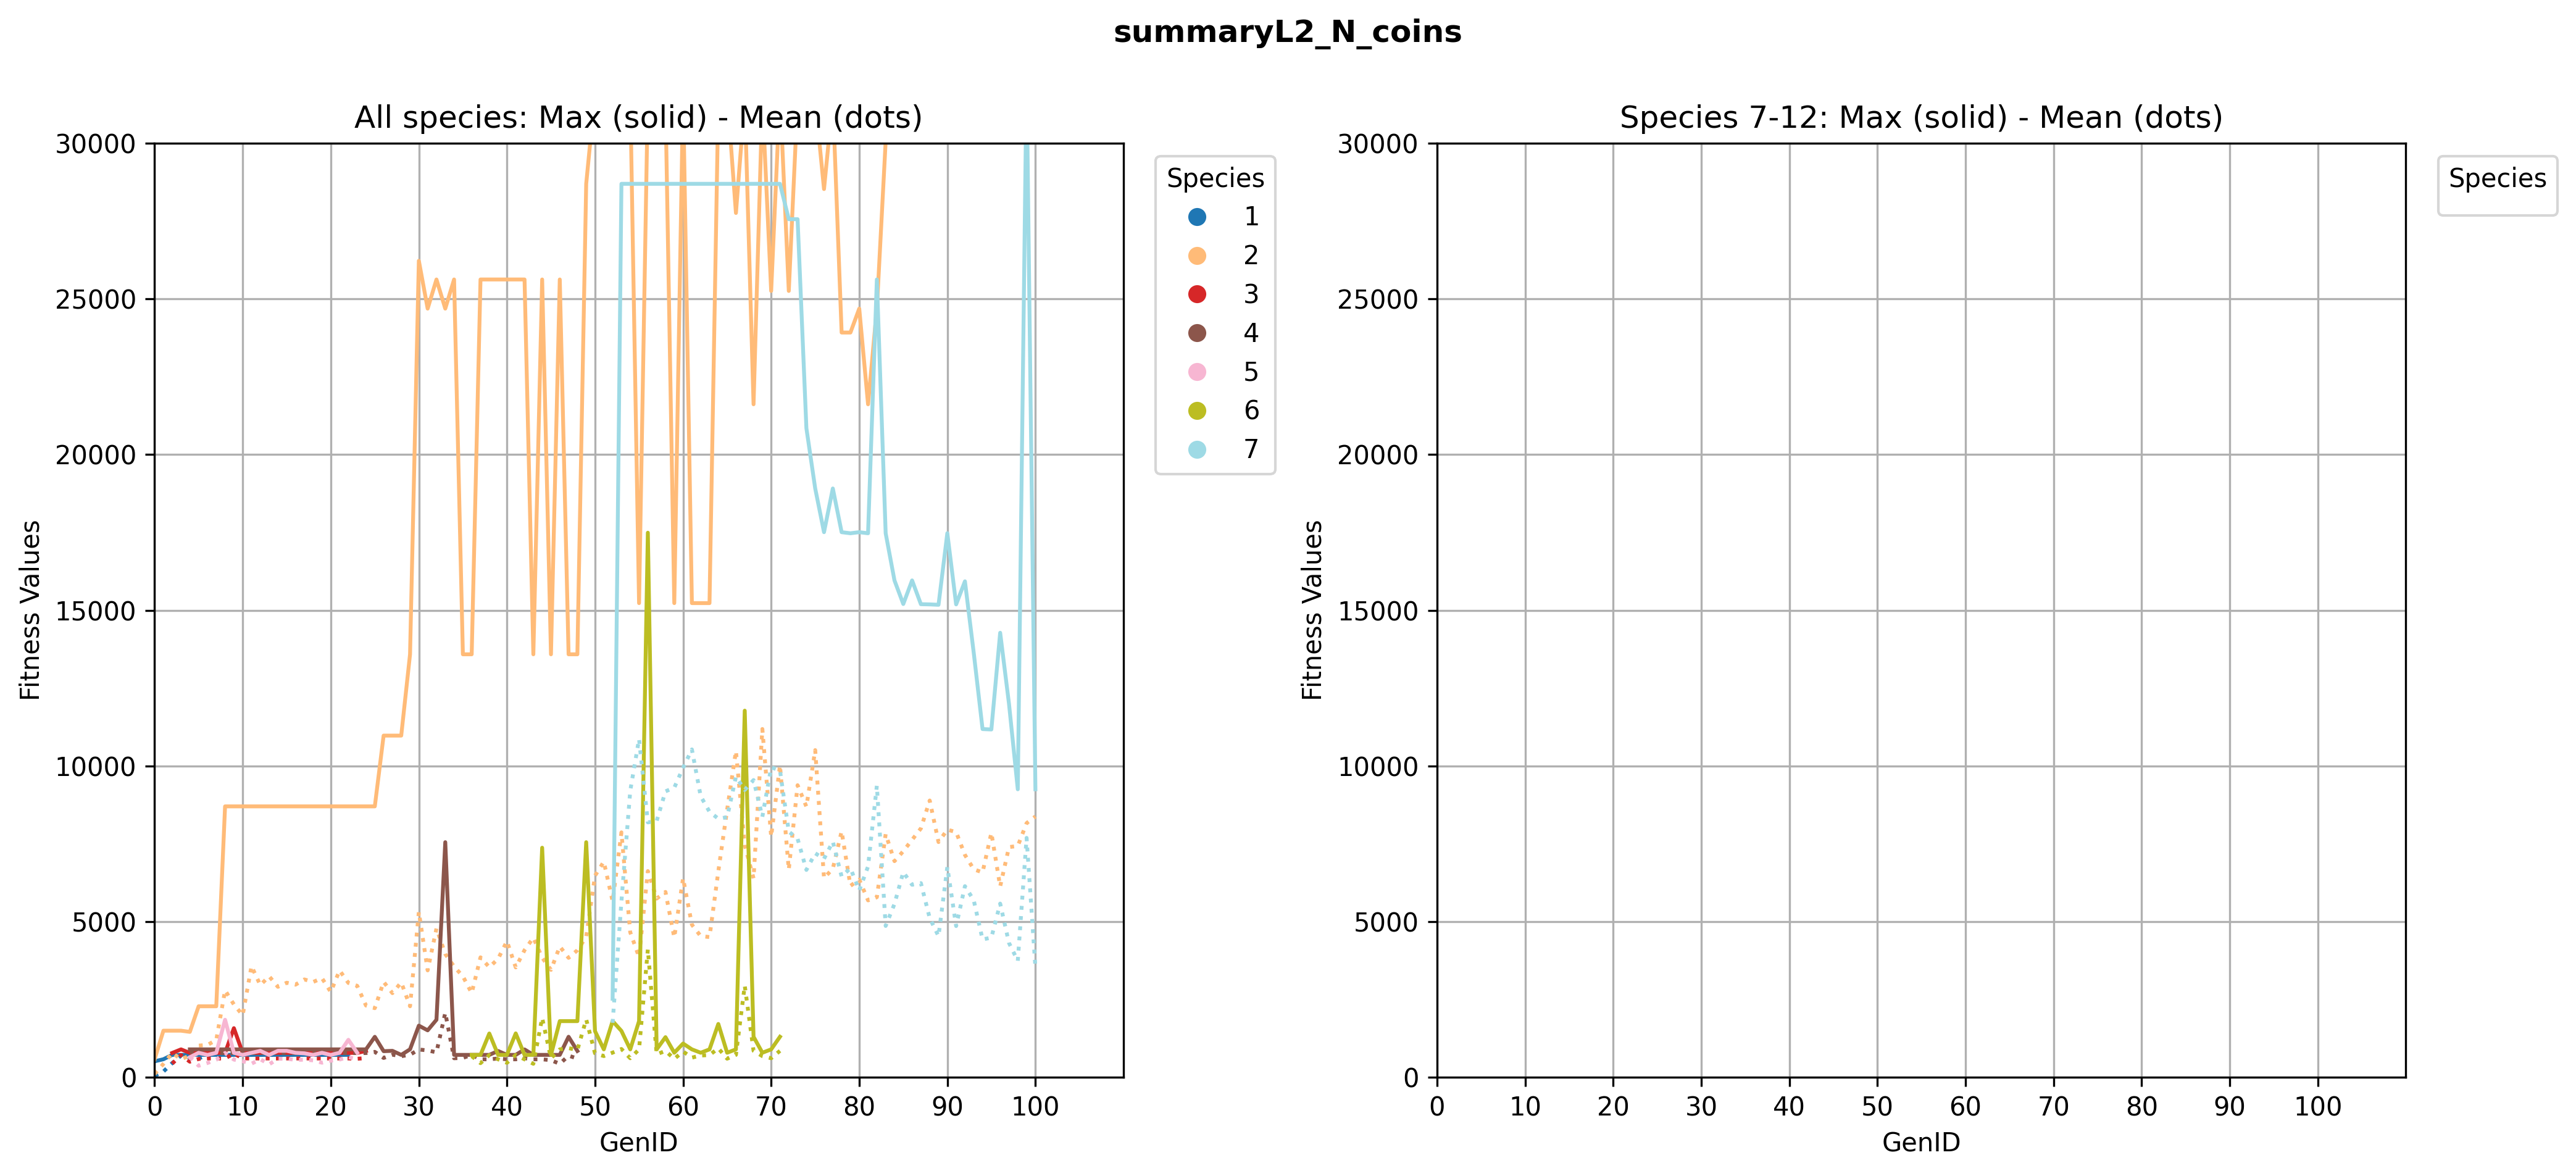 summaryL2_N_coins
All species: Max (solid) - Mean (dots)
30000
25000
20000
15000
10000
5000
0
Fitness Values
0 10 20 30 40 50 60 70 80 90 100
GenID
Species
1
2
3
4
5
6
7
Species 7-12: Max (solid) - Mean (dots)
30000
25000
20000
15000
10000
5000
0
Fitness Values
0 10 20 30 40 50 60 70 80 90 100
GenID
Species